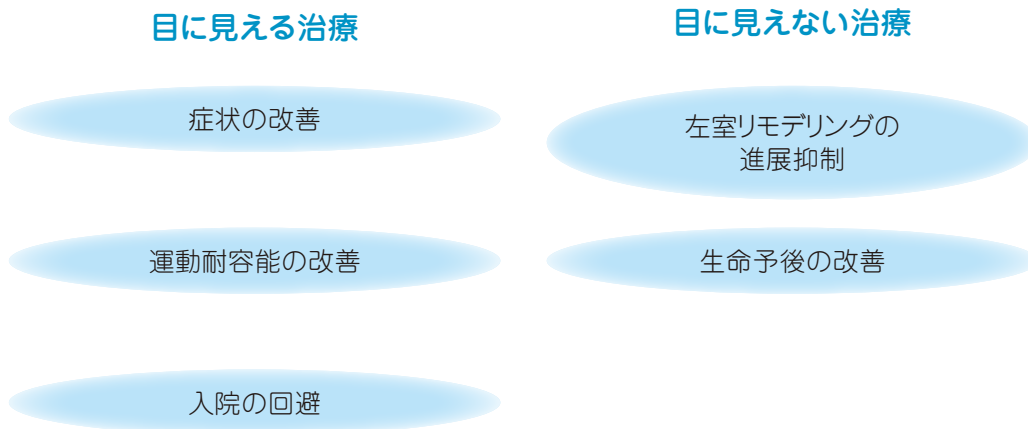 目に見える治療
症状の改善
運動耐容能の改善
入院の回避
目に見えない治療
左室リモデリングの
進展抑制
生命予後の改善